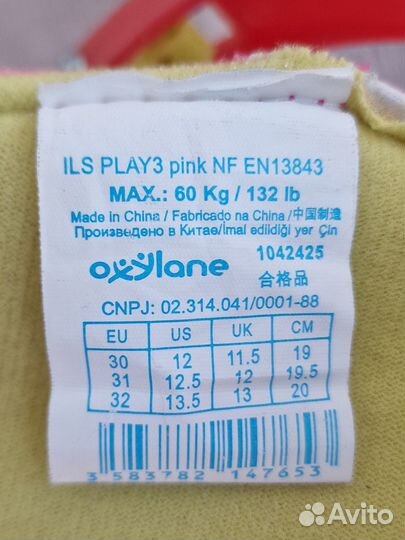 ILS PLAY3 pink NF EN13843
MAX.: 60 Kg / 132 lb
Made in China / Fabricado na China /中国制造
Произведено в Китае/İmal edildiği yer Çin
oxylane
1042425
合格品
CNPJ: 02.314.041/0001-88
EU US UK CM
30 12 11.5 19
31 12.5 12 19.5
32 13.5 13 20
3 583782 147653
Avito